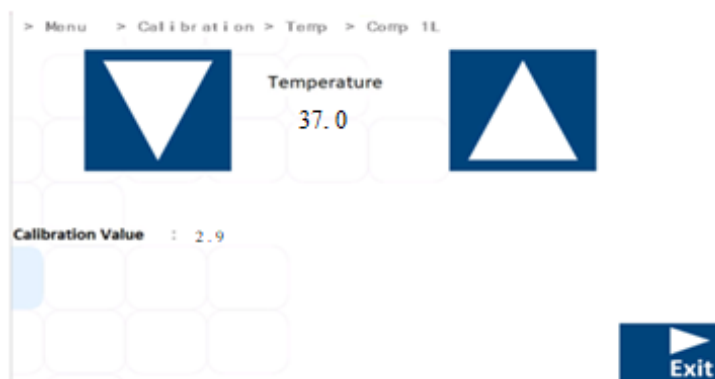 > Menu > Calibration > Temp > Comp 1L
Temperature
37.0
Calibration Value : 2.9
Exit